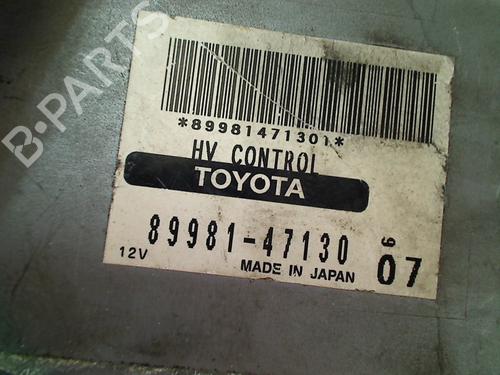 B-PARTS
*89981471301*
HV CONTROL
TOYOTA
89981-47130
12V
MADE IN JAPAN
07